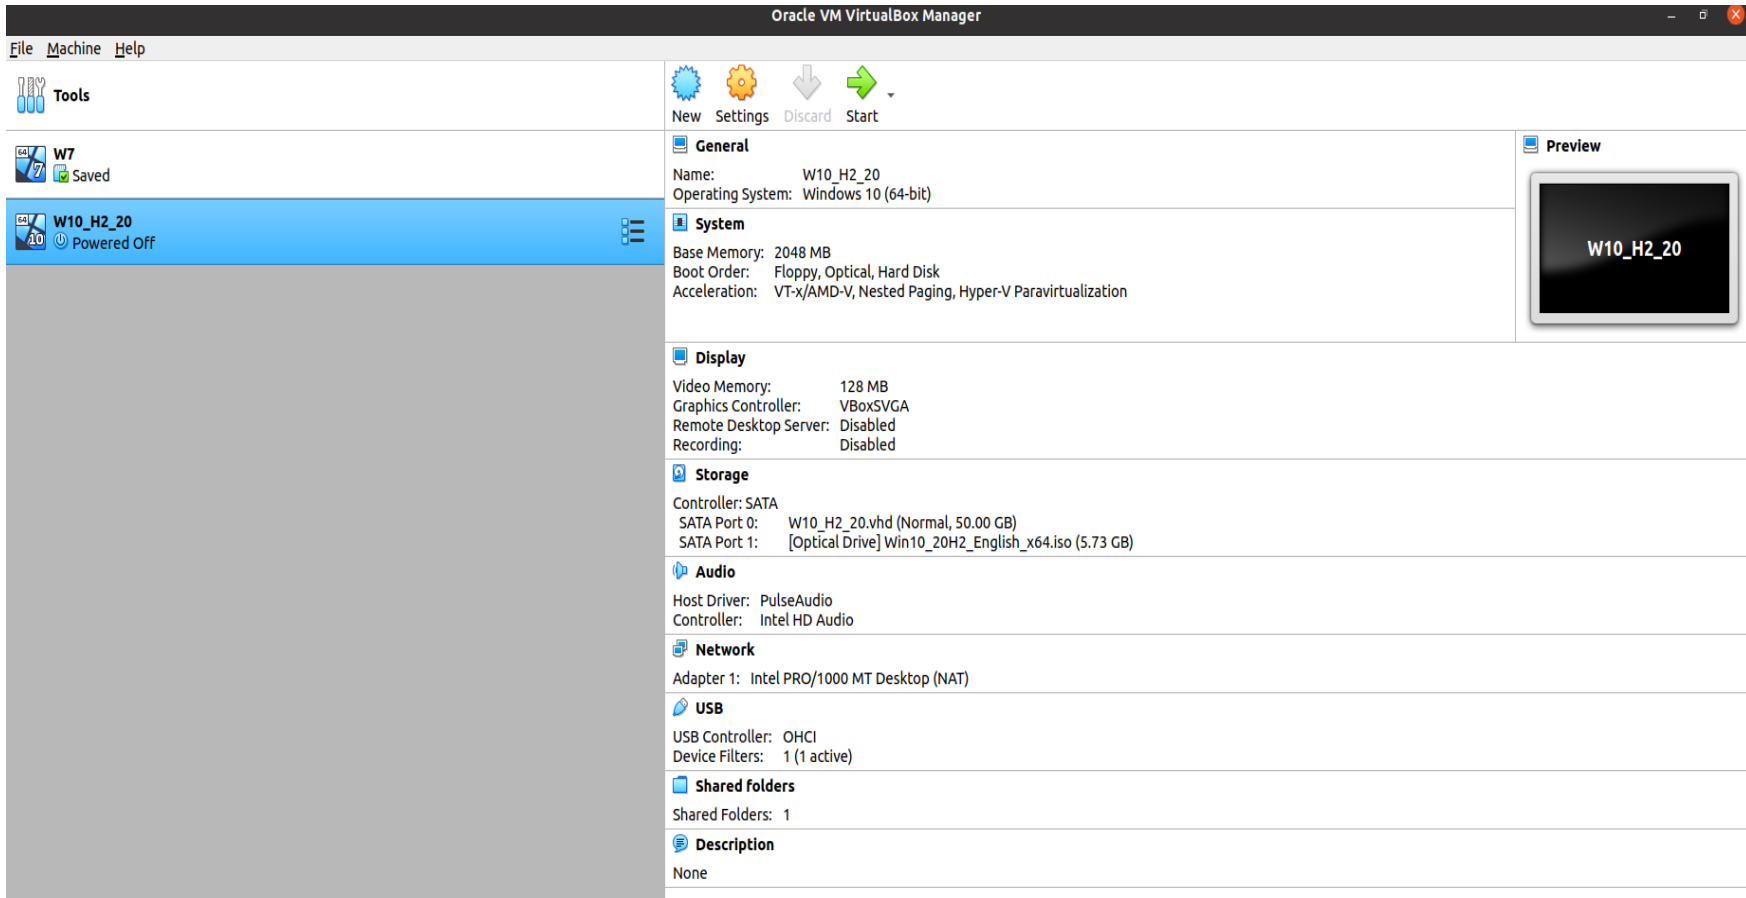 Oracle VM VirtualBox Manager
File Machine Help
Tools
New Settings Discard Start
64 7 W7
Saved
64 10 W10_H2_20
Powered Off
General
Name: W10_H2_20
Operating System: Windows 10 (64-bit)
System
Base Memory: 2048 MB
Boot Order: Floppy, Optical, Hard Disk
Acceleration: VT-x/AMD-V, Nested Paging, Hyper-V Paravirtualization
Preview
W10_H2_20
Display
Video Memory: 128 MB
Graphics Controller: VBoxSVGA
Remote Desktop Server: Disabled
Recording: Disabled
Storage
Controller: SATA
SATA Port 0: W10_H2_20.vhd (Normal, 50.00 GB)
SATA Port 1: [Optical Drive] Win10_20H2_English_x64.iso (5.73 GB)
Audio
Host Driver: PulseAudio
Controller: Intel HD Audio
Network
Adapter 1: Intel PRO/1000 MT Desktop (NAT)
USB
USB Controller: OHCI
Device Filters: 1 (1 active)
Shared folders
Shared Folders: 1
Description
None